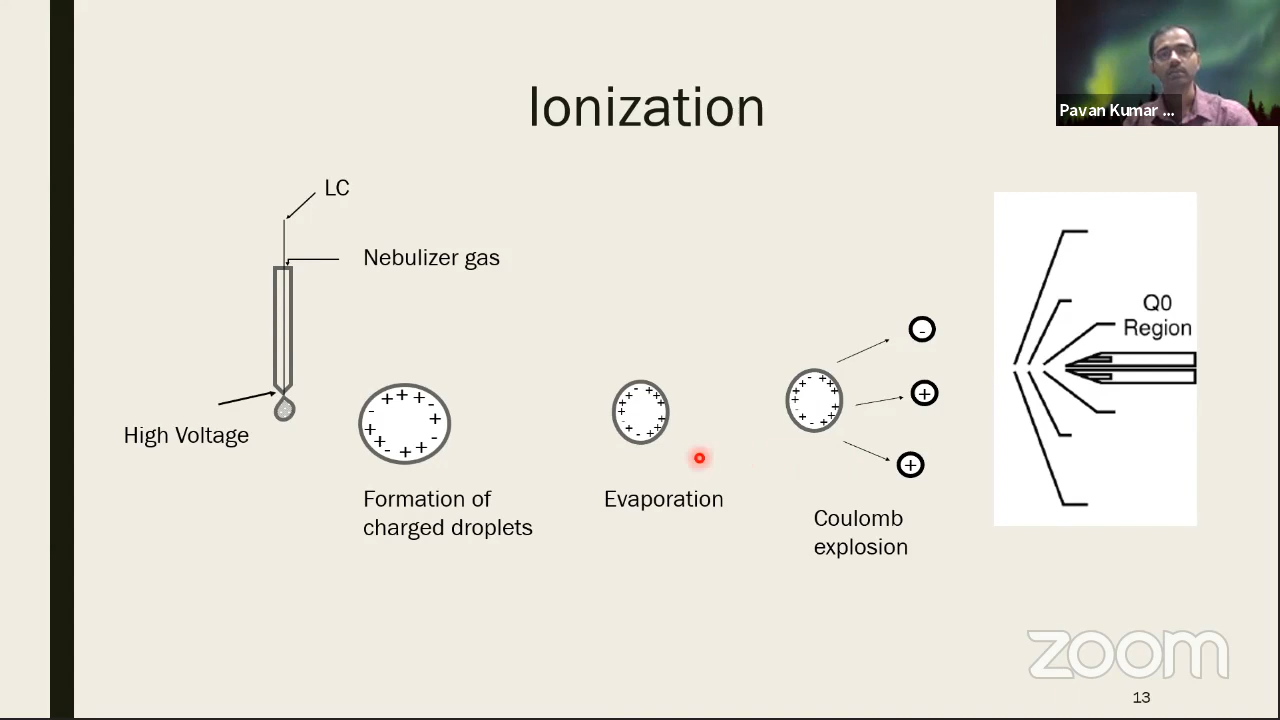 Ionization
Pavan Kumar ...
LC
Nebulizer gas
High Voltage
Formation of
charged droplets
Evaporation
Coulomb
explosion
Q0
Region
zoom
13